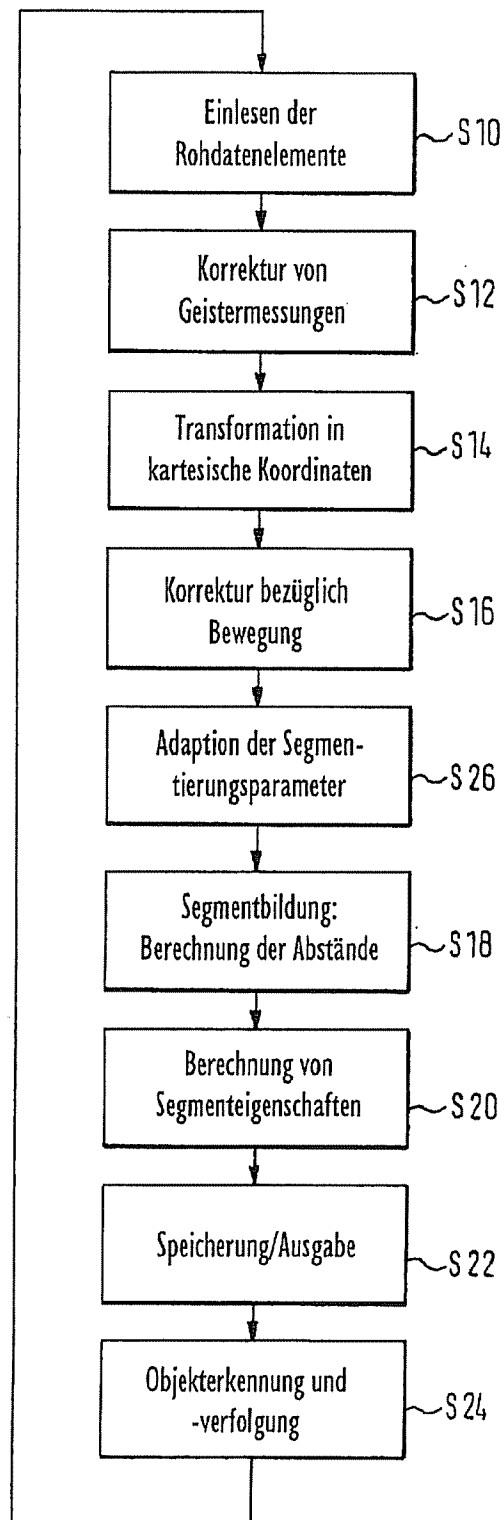 Einlesen der
Rohdatenelemente
S10
Korrektur von
Geistermessungen
S12
Transformation in
kartesische Koordinaten
S14
Korrektur bezüglich
Bewegung
S16
Adaption der Segmen-
tierungsparameter
S26
Segmentbildung:
Berechnung der Abstände
S18
Berechnung von
Segmenteigenschaften
S20
Speicherung/Ausgabe
S22
Objekterkennung und
-verfolgung
S24